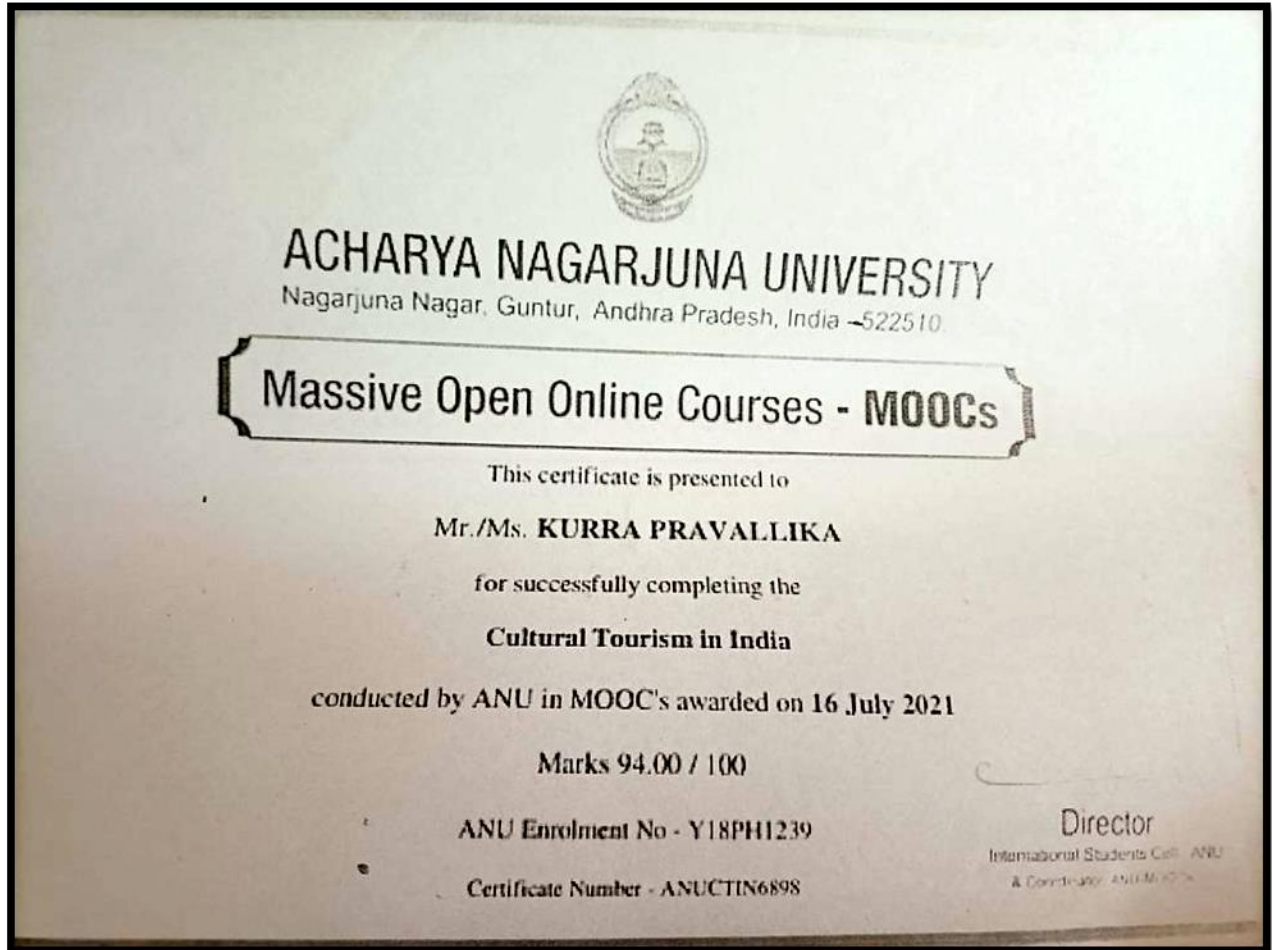 ACHARYA NAGARJUNA UNIVERSITY
Nagarjuna Nagar, Guntur, Andhra Pradesh, India -522510
Massive Open Online Courses - MOOCs
This certificate is presented to
Mr./Ms. KURRA PRAVALLIKA
for successfully completing the
Cultural Tourism in India
conducted by ANU in MOOC's awarded on 16 July 2021
Marks 94.00 / 100
ANU Enrolment No - Y18PH1239
Certificate Number - ANUCTIN6898
Director
International Students Cell, ANU
& Coordinator, ANU